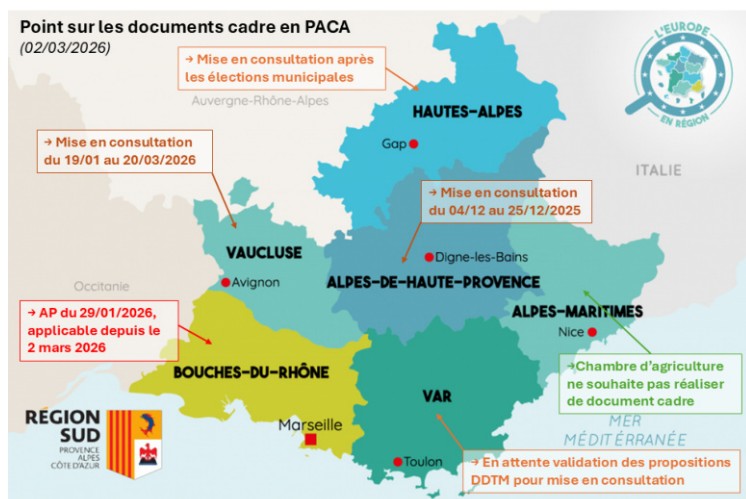 Point sur les documents cadre en PACA
(02/03/2026)
L'EUROPE
EN RÉGION
→ Mise en consultation après
les élections municipales
Auvergne-Rhône-Alpes
HAUTES-ALPES
Gap
→ Mise en consultation
du 19/01 au 20/03/2026
ITALIE
→ Mise en consultation
du 04/12 au 25/12/2025
VAUCLUSE
Digne-les-Bains
Occitanie
Avignon
ALPES-DE-HAUTE-PROVENCE
→ AP du 29/01/2026,
applicable depuis le
2 mars 2026
ALPES-MARITIMES
Nice
BOUCHES-DU-RHÔNE
→Chambre d'agriculture
ne souhaite pas réaliser
de document cadre
VAR
RÉGION
SUD
PROVENCE
ALPES
CÔTE D'AZUR
Marseille
MER
MÉDITÉRRANÉE
Toulon
→ En attente validation des propositions
DDTM pour mise en consultation